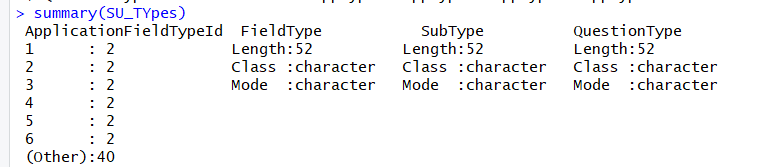 > summary(SU_TYpes)
ApplicationFieldTypeId  FieldType          SubType          QuestionType
1      : 2             Length:52          Length:52          Length:52
2      : 2             Class :character   Class :character   Class :character
3      : 2             Mode  :character   Mode  :character   Mode  :character
4      : 2
5      : 2
6      : 2
(Other):40